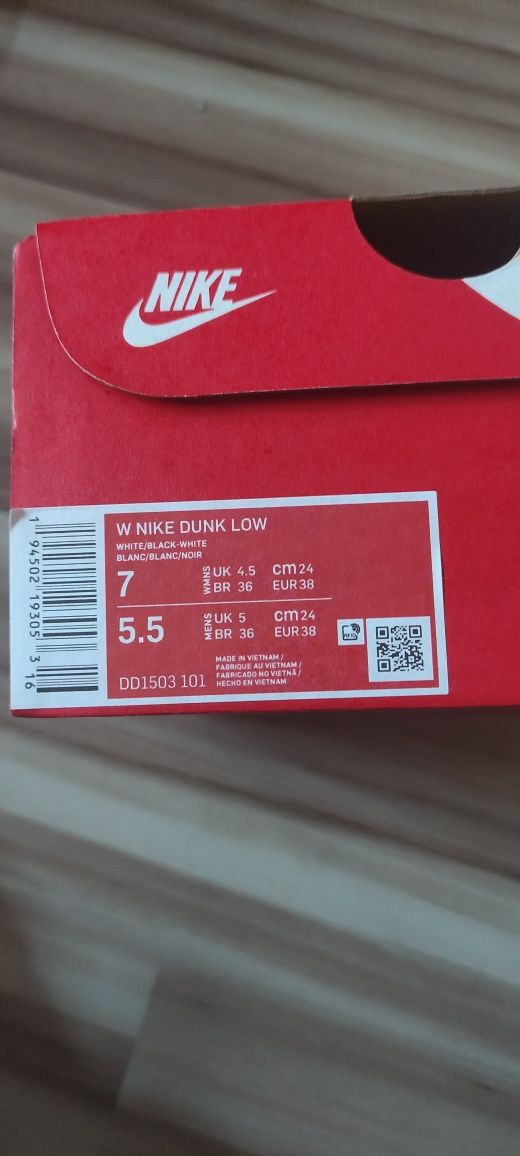 NIKE
W NIKE DUNK LOW
WHITE/BLACK-WHITE
BLANC/BLANC/NOIR
7 WMNS UK 4.5 cm 24
BR 36 EUR 38
5.5 MENS UK 5 cm 24
BR 36 EUR 38
MADE IN VIETNAM /
FABRIQUE AU VIETNAM /
FABRICADO NO VIETNÃ /
HECHO EN VIETNAM
DD1503 101
1 94502 19305 3 16